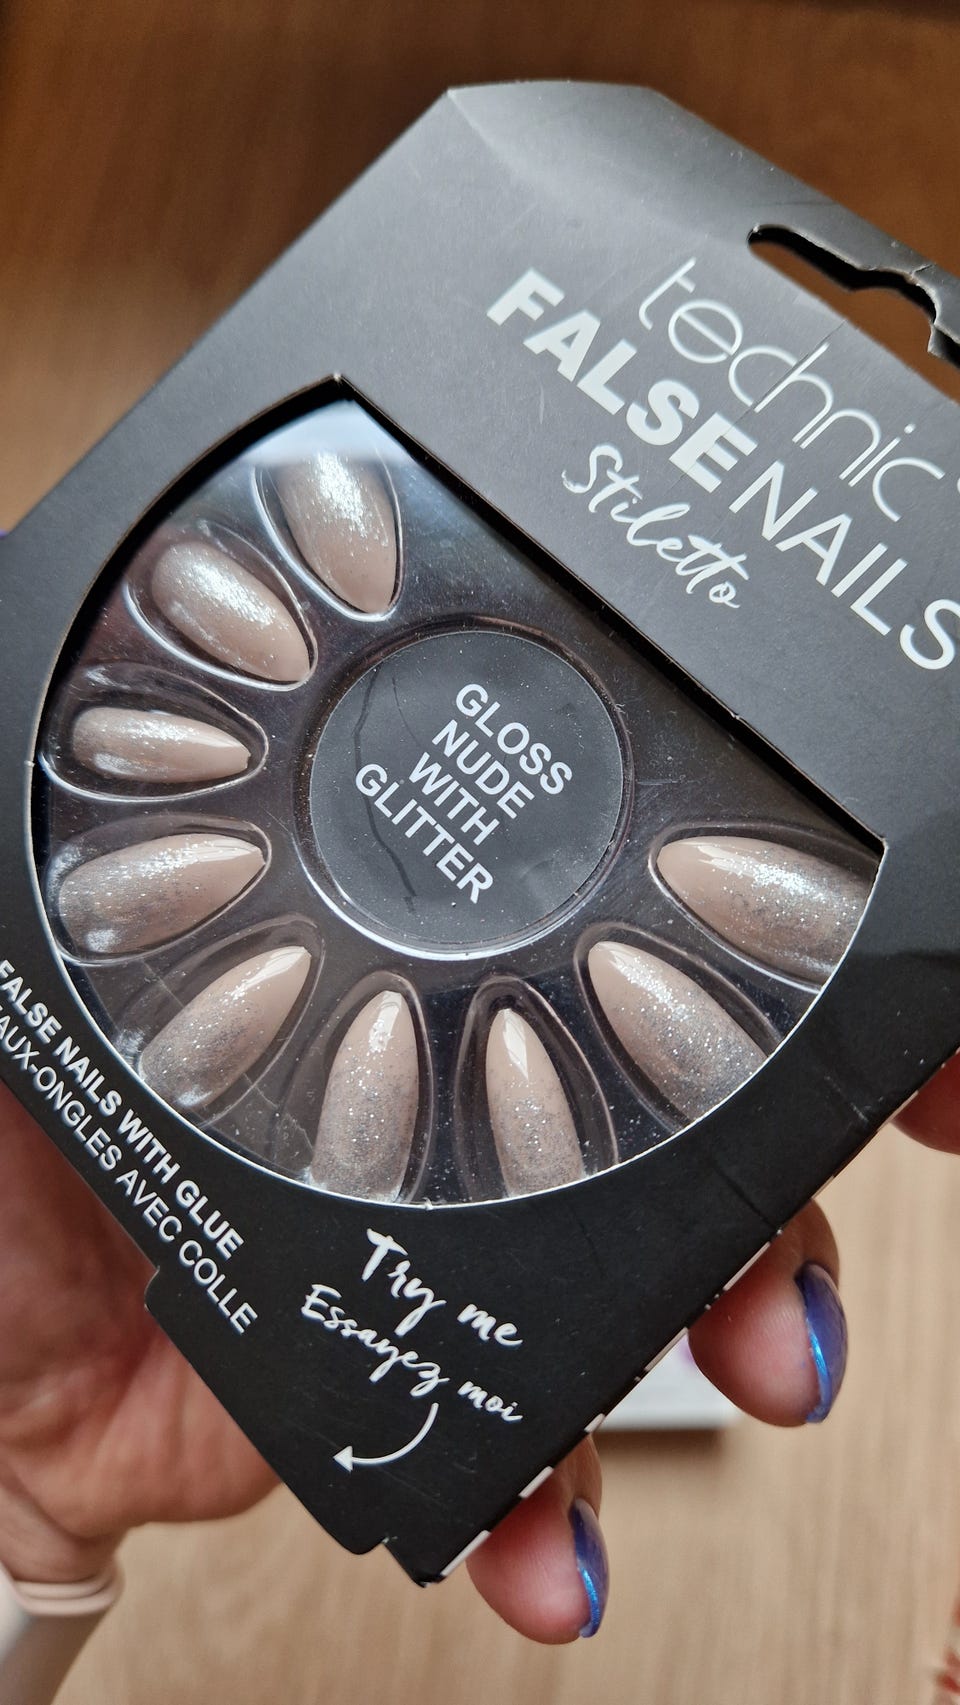 technic
FALSE NAILS
Stiletto
GLOSS
NUDE
WITH
GLITTER
FALSE NAILS WITH GLUE
FAUX-ONGLES AVEC COLLE
Try me
Essayez moi